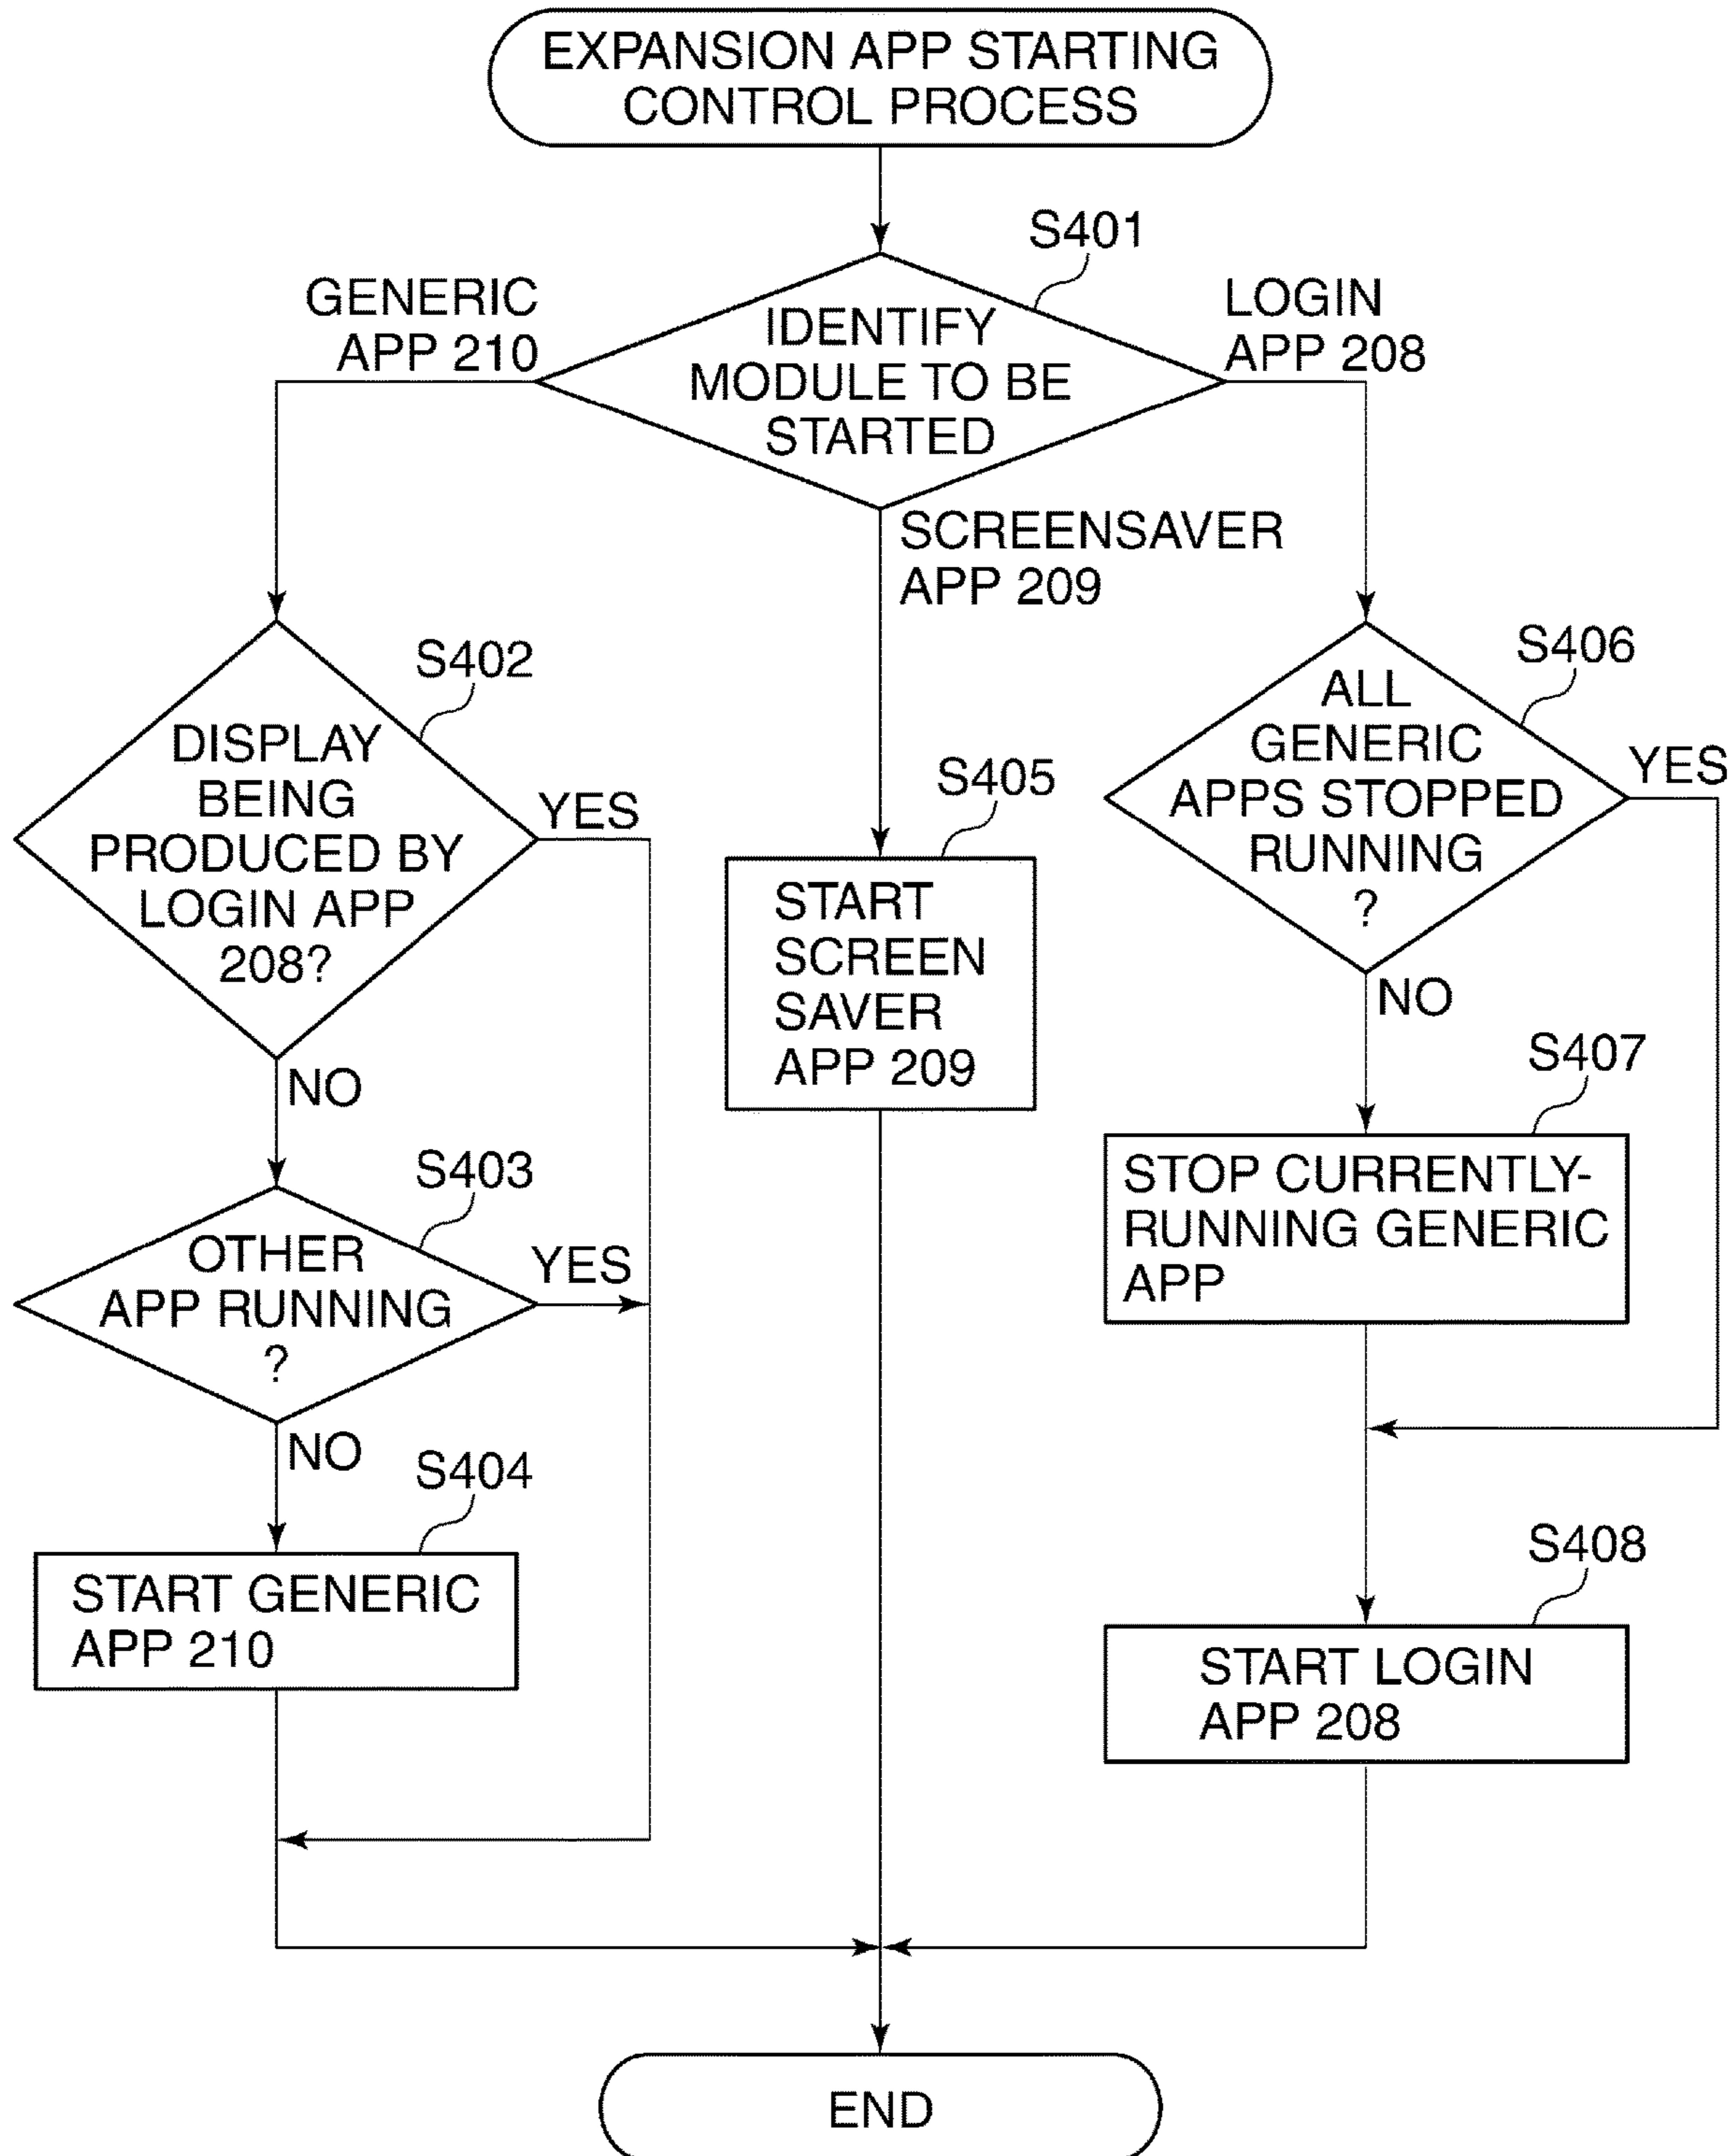 EXPANSION APP STARTING
CONTROL PROCESS
S401
GENERIC
APP 210
IDENTIFY
MODULE TO BE
STARTED
LOGIN
APP 208
SCREENSAVER
APP 209
S402
DISPLAY
BEING
PRODUCED BY
LOGIN APP
208?
YES
NO
S403
OTHER
APP RUNNING
?
YES
NO
S404
START GENERIC
APP 210
S405
START
SCREEN
SAVER
APP 209
S406
ALL
GENERIC
APPS STOPPED
RUNNING
?
YES
NO
S407
STOP CURRENTLY-
RUNNING GENERIC
APP
S408
START LOGIN
APP 208
END